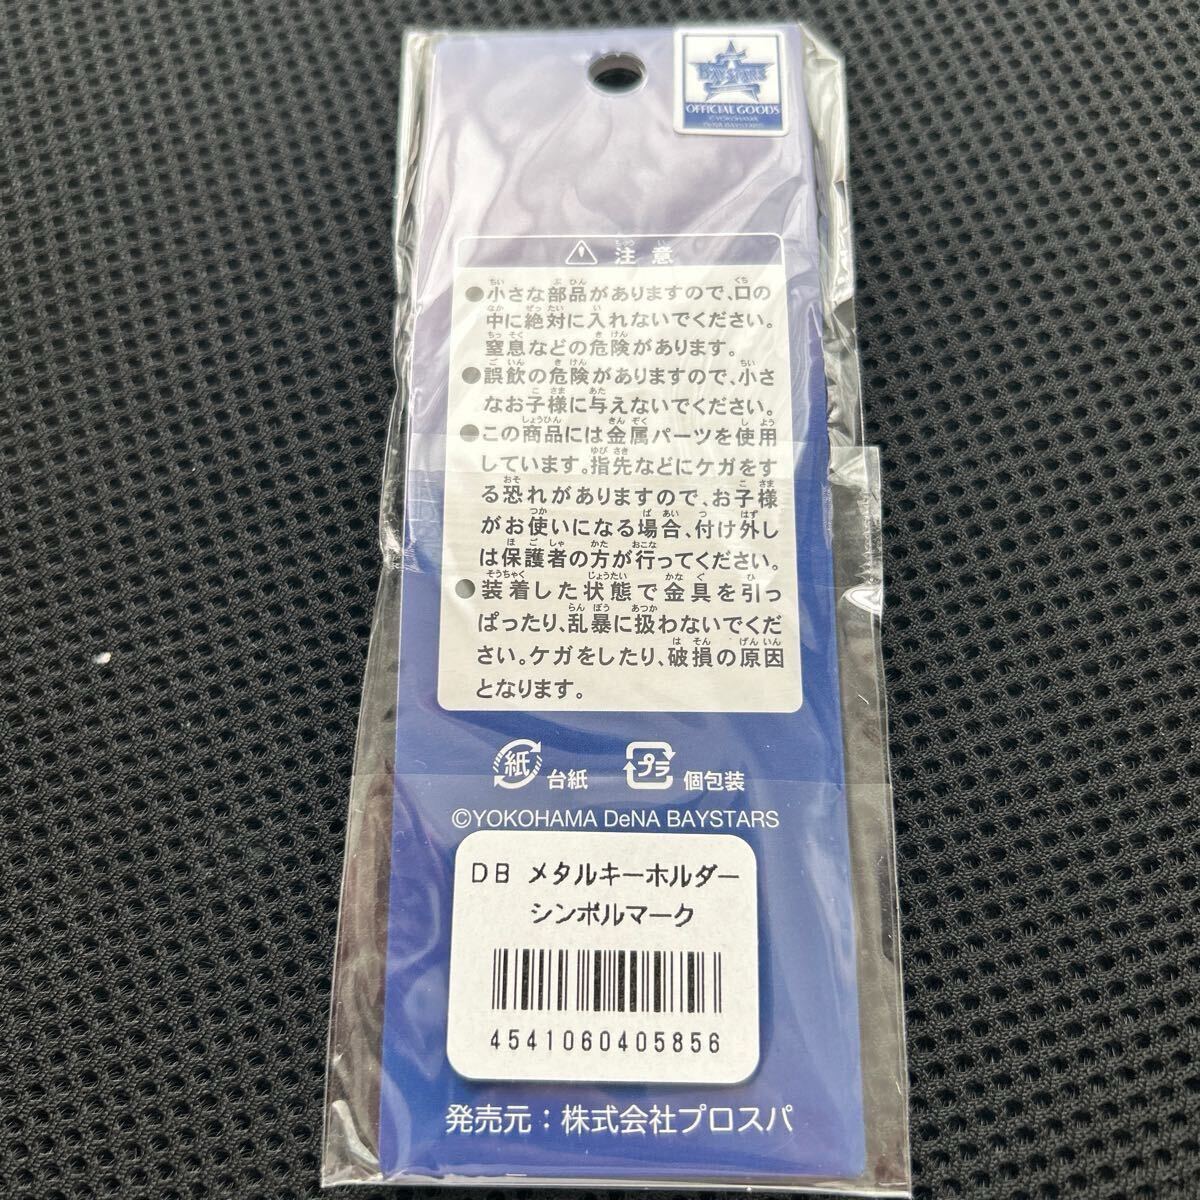 BAYSTARS
OFFICIAL GOODS
© YOKOHAMA
DeNA BAYSTARS
注意
●小さな部品がありますので、口の
中に絶対に入れないでください。
窒息などの危険があります。
●誤飲の危険がありますので、小さ
なお子様に与えないでください。
●この商品には金属パーツを使用
しています。指先などにケガをす
る恐れがありますので、お子様
がお使いになる場合、付け外し
は保護者の方が行ってください。
●装着した状態で金具を引っ
ぱったり、乱暴に扱わないでくだ
さい。ケガをしたり、破損の原因
となります。
紙 台紙 プラ 個包装
©YOKOHAMA DeNA BAYSTARS
DB メタルキーホルダー
シンボルマーク
4541060405856
発売元：株式会社プロスパ